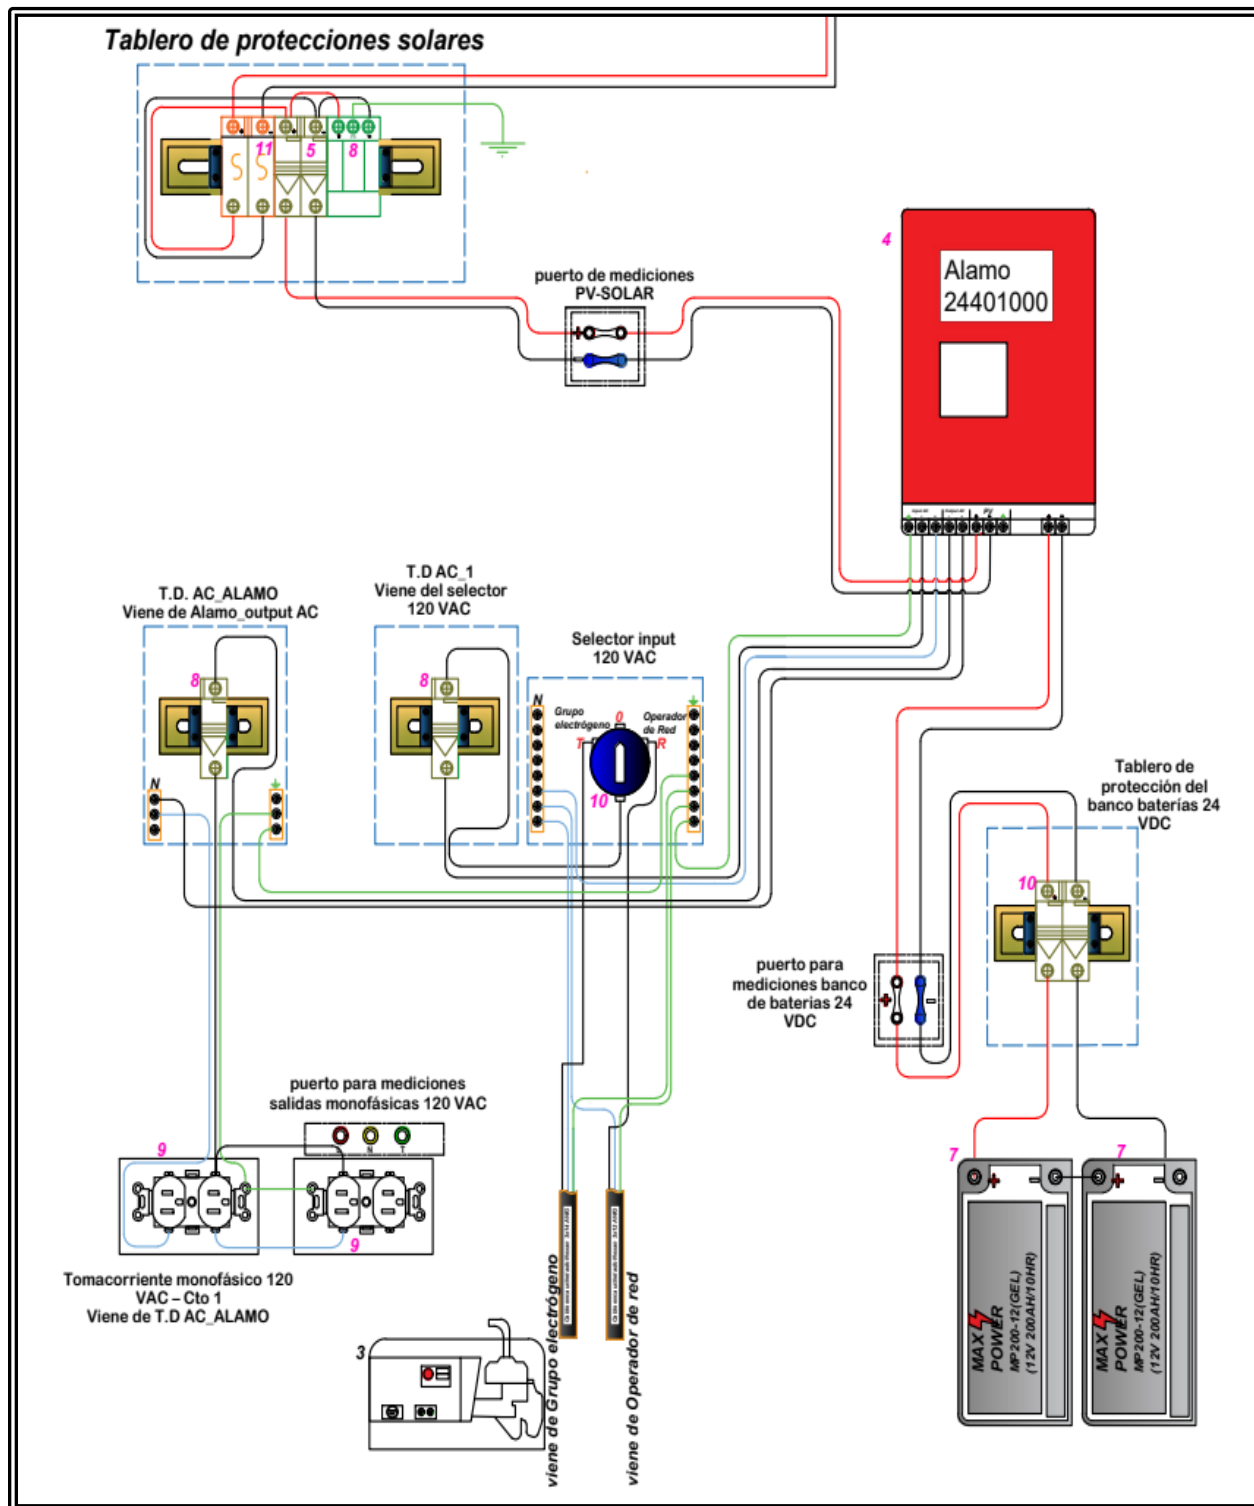 Tablero de protecciones solares
11
5
8
puerto de mediciones
PV-SOLAR
4
Alamo
24401000
PV
T.D. AC_ALAMO
Viene de Alamo_output AC
T.D AC_1
Viene del selector
120 VAC
Selector input
120 VAC
8
8
N
Grupo
electrógeno
0
Operador
de Red
T
R
10
N
Tablero de
protección del
banco baterías 24
VDC
10
puerto para
mediciones banco
de baterias 24
VDC
+
-
puerto para mediciones
salidas monofásicas 120 VAC
N
T
9
9
7
7
+
-
+
-
Tomacorriente monofásico 120
VAC – Cto 1
Viene de T.D AC_ALAMO
3
viene de Grupo electrógeno
viene de Operador de red
MAX
POWER
MP200-12(GEL)
(12V 200AH/10HR)
MAX
POWER
MP200-12(GEL)
(12V 200AH/10HR)